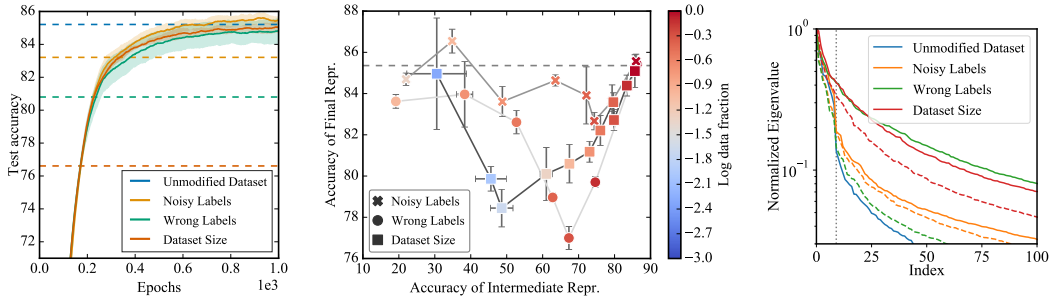 86
84
82
80
78
76
74
72
0.0
0.2
0.4
0.6
0.8
1.0
1e3
Test accuracy
Epochs
Unmodified Dataset
Noisy Labels
Wrong Labels
Dataset Size
88
86
84
82
80
78
76
10
20
30
40
50
60
70
80
90
Accuracy of Final Repr.
Accuracy of Intermediate Repr.
Noisy Labels
Wrong Labels
Dataset Size
0.0
−0.3
−0.6
−0.9
−1.2
−1.5
−1.8
−2.1
−2.4
−2.7
−3.0
Log data fraction
10⁰
10⁻¹
0
25
50
75
100
Normalized Eigenvalue
Index
Unmodified Dataset
Noisy Labels
Wrong Labels
Dataset Size